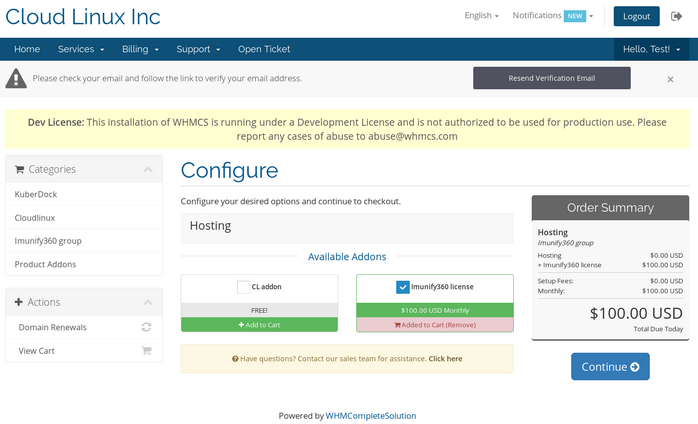 Cloud Linux Inc
English
Notifications NEW
Logout
Home Services Billing Support Open Ticket Hello, Test!
Please check your email and follow the link to verify your email address.
Resend Verification Email
×
Dev License: This installation of WHMCS is running under a Development License and is not authorized to be used for production use. Please
report any cases of abuse to abuse@whmcs.com
Categories
KuberDock
Cloudlinux
Imunify360 group
Product Addons
Actions
Domain Renewals
View Cart
Configure
Configure your desired options and continue to checkout.
Hosting
Available Addons
CL addon
FREE!
+ Add to Cart
Imunify360 license
$100.00 USD Monthly
Added to Cart (Remove)
Have questions? Contact our sales team for assistance. Click here
Order Summary
Hosting
Imunify360 group
Hosting $0.00 USD
+ Imunify360 license $100.00 USD
Setup Fees: $0.00 USD
Monthly: $100.00 USD
$100.00 USD
Total Due Today
Continue
Powered by WHMCompleteSolution